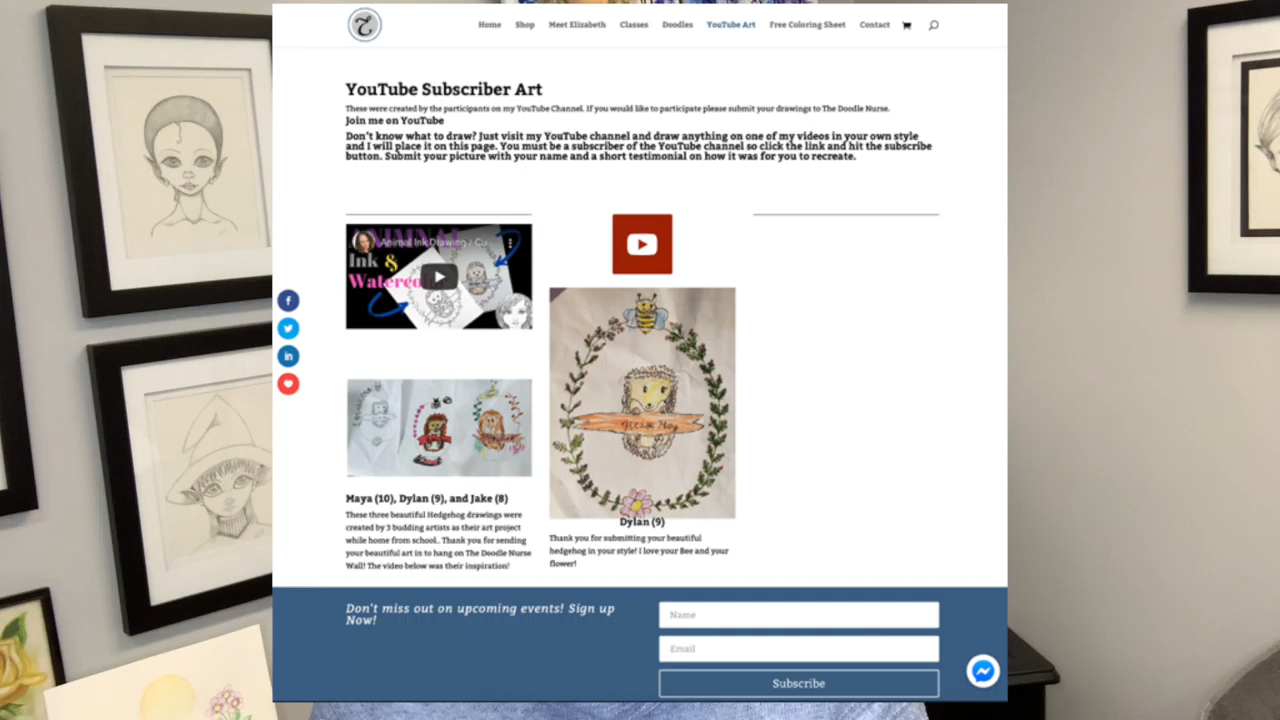 Home Shop Meet Elizabeth Classes Doodles YouTube Art Free Coloring Sheet Contact
YouTube Subscriber Art
These were created by the participants on my YouTube Channel. If you would like to participate please submit your drawings to The Doodle Nurse.
Join me on YouTube
Don't know what to draw? Just visit my YouTube channel and draw anything on one of my videos in your own style
and I will place it on this page. You must be a subscriber of the YouTube channel so click the link and hit the subscribe
button. Submit your picture with your name and a short testimonial on how it was for you to recreate.
ANIMAL
Animal Ink Drawing / Cu
Ink &
Watercolor
Maya (10), Dylan (9), and Jake (8)
These three beautiful Hedgehog drawings were
created by 3 budding artists as their art project
while home from school.. Thank you for sending
your beautiful art in to hang on The Doodle Nurse
Wall! The video below was their inspiration!
Dylan (9)
Thank you for submitting your beautiful
hedgehog in your style! I love your Bee and your
flower!
Don't miss out on upcoming events! Sign up
Now!
Name
Email
Subscribe